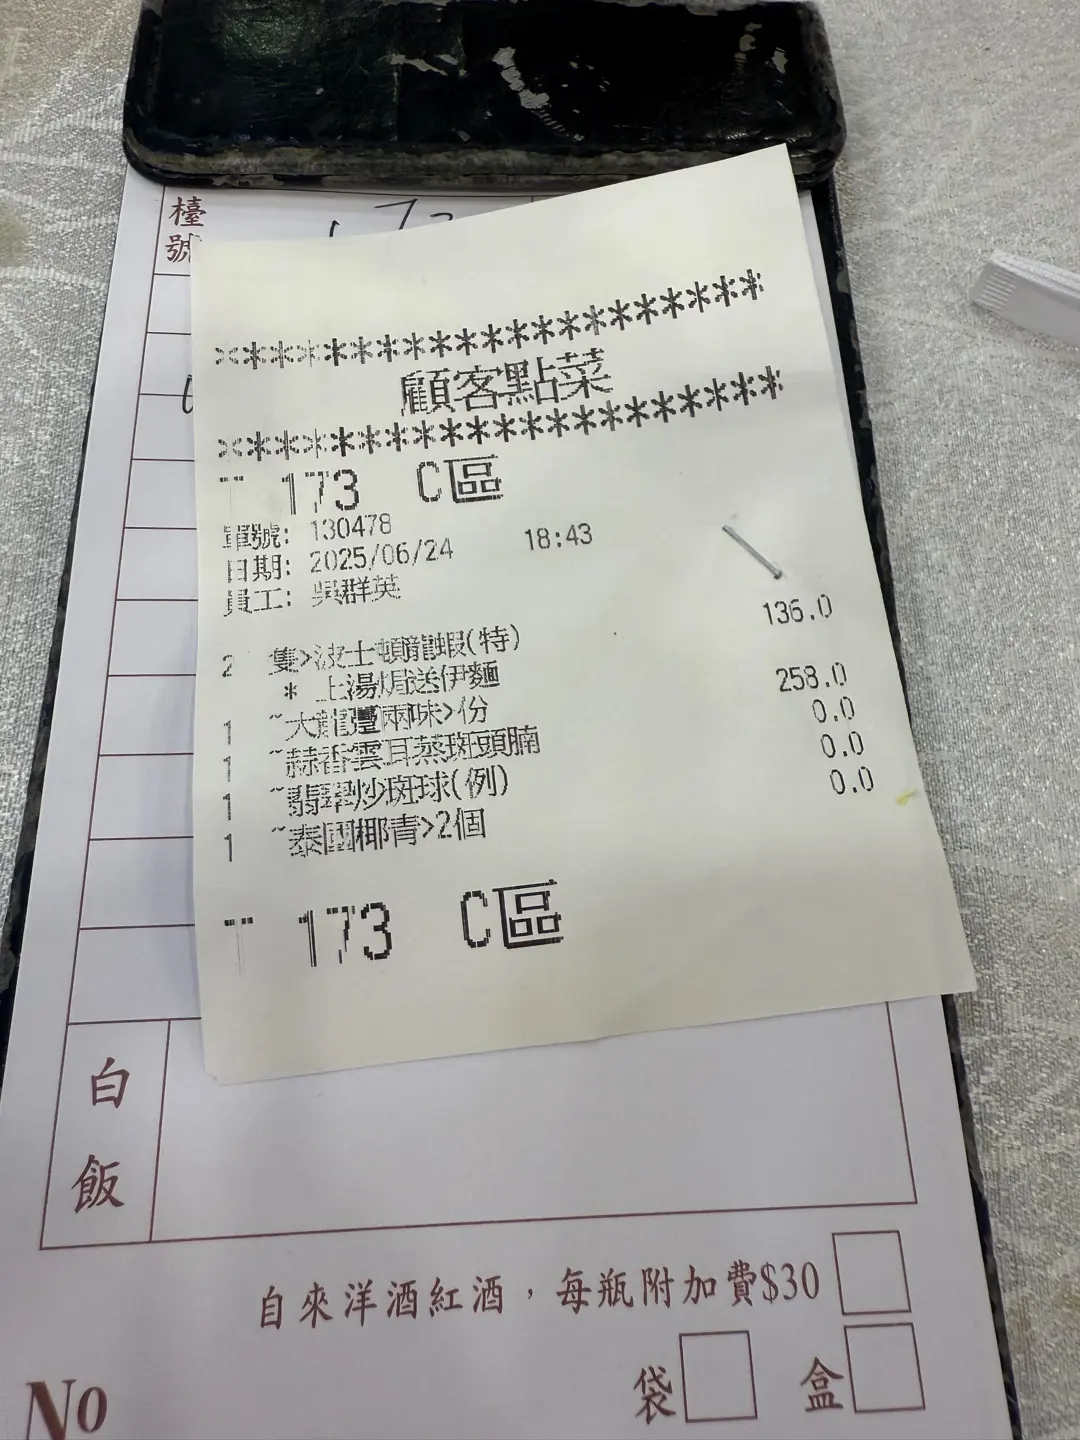 檯號
********************
顧客點菜
********************
T 173 C區
單號: 130478
日期: 2025/06/24 18:43
員工: 吳群英
2 隻>波士頓龍蝦(特) 136.0
* 上湯焗送伊麵
1 ~大龍躉兩味>份 258.0
1 ~蒜香雲耳蒸斑頭腩 0.0
1 ~翡翠炒斑球(例) 0.0
1 ~泰國椰青>2個 0.0
T 173 C區
白飯
自來洋酒紅酒,每瓶附加費$30
袋 盒
No